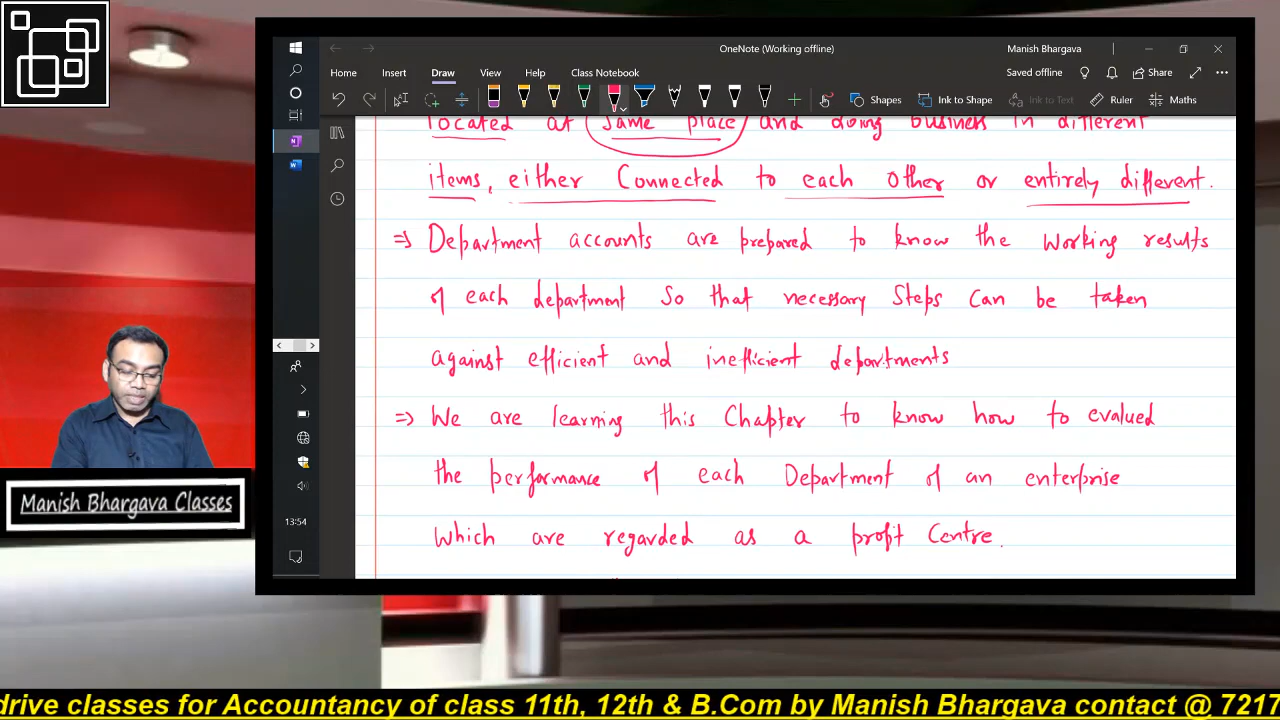 OneNote (Working offline)
Manish Bhargava
Home Insert Draw View Help Class Notebook
Saved offline
Share
Shapes
Ink to Shape
Ink to Text
Ruler
Maths
located at same place and doing business in different
items, either Connected to each other or entirely different.
⇒ Department accounts are prepared to know the working results
of each department So that necessary Steps can be taken
against efficient and inefficient departments
⇒ We are learning this Chapter to know how to evalued
the performance of each Department of an enterprise
which are regarded as a profit Centre.
13:54
Manish Bhargava Classes
drive classes for Accountancy of class 11th, 12th & B.Com by Manish Bhargava contact @ 7217